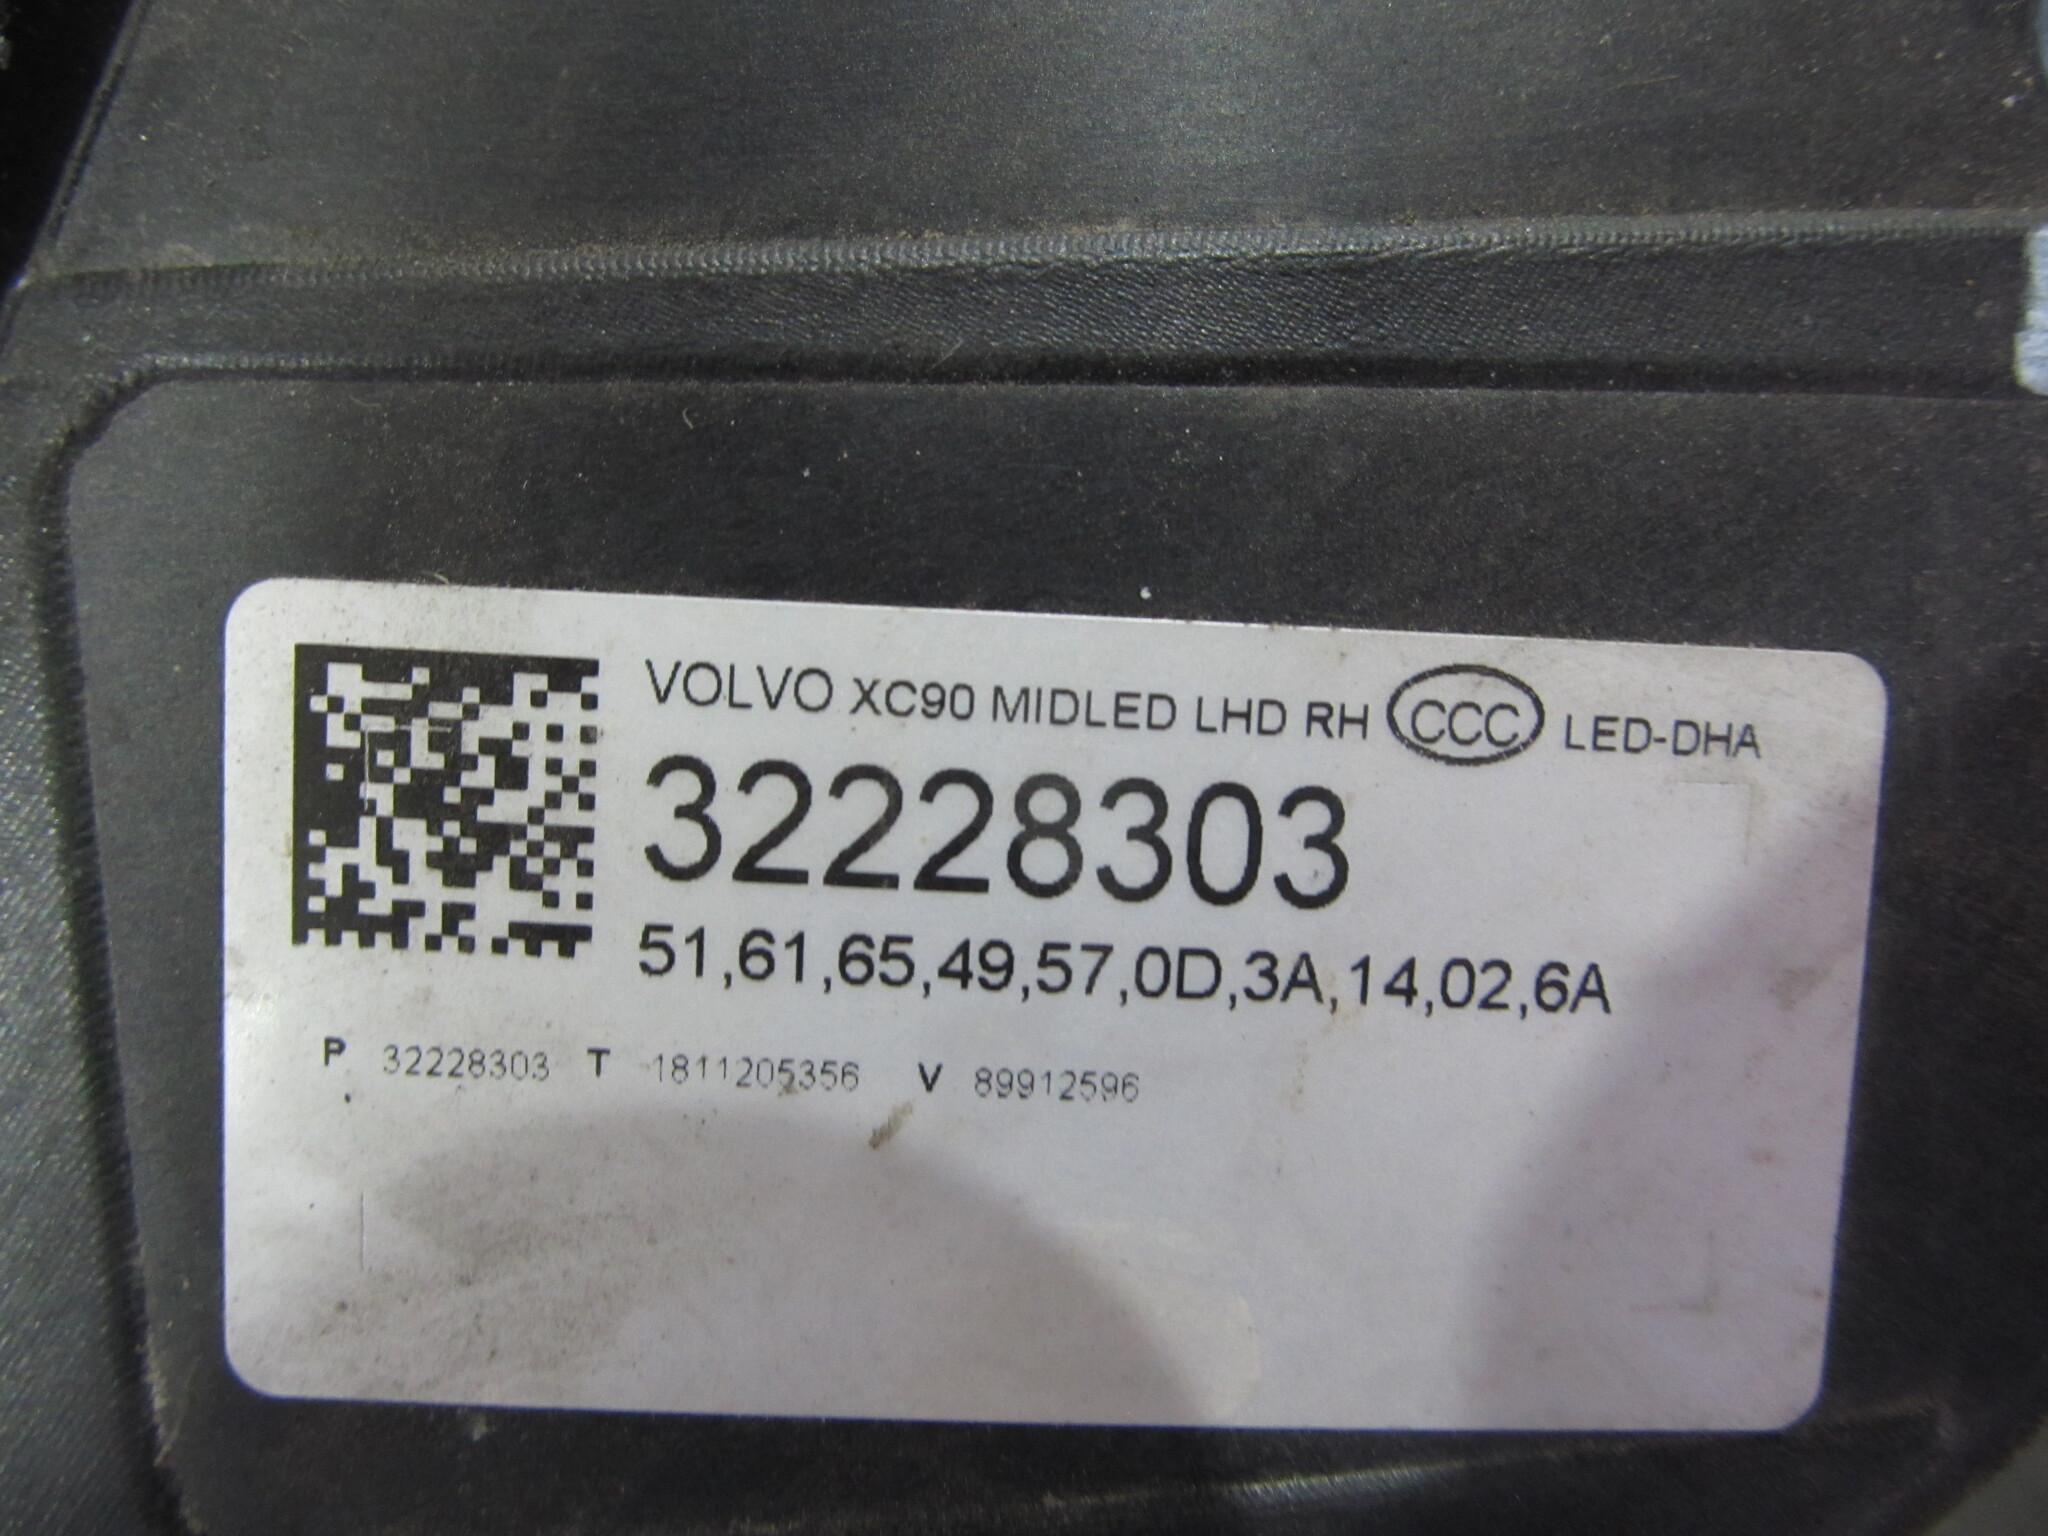 VOLVO XC90 MIDLED LHD RH CCC LED-DHA
32228303
51,61,65,49,57,0D,3A,14,02,6A
P 32228303 T 1811205356 V 89912596